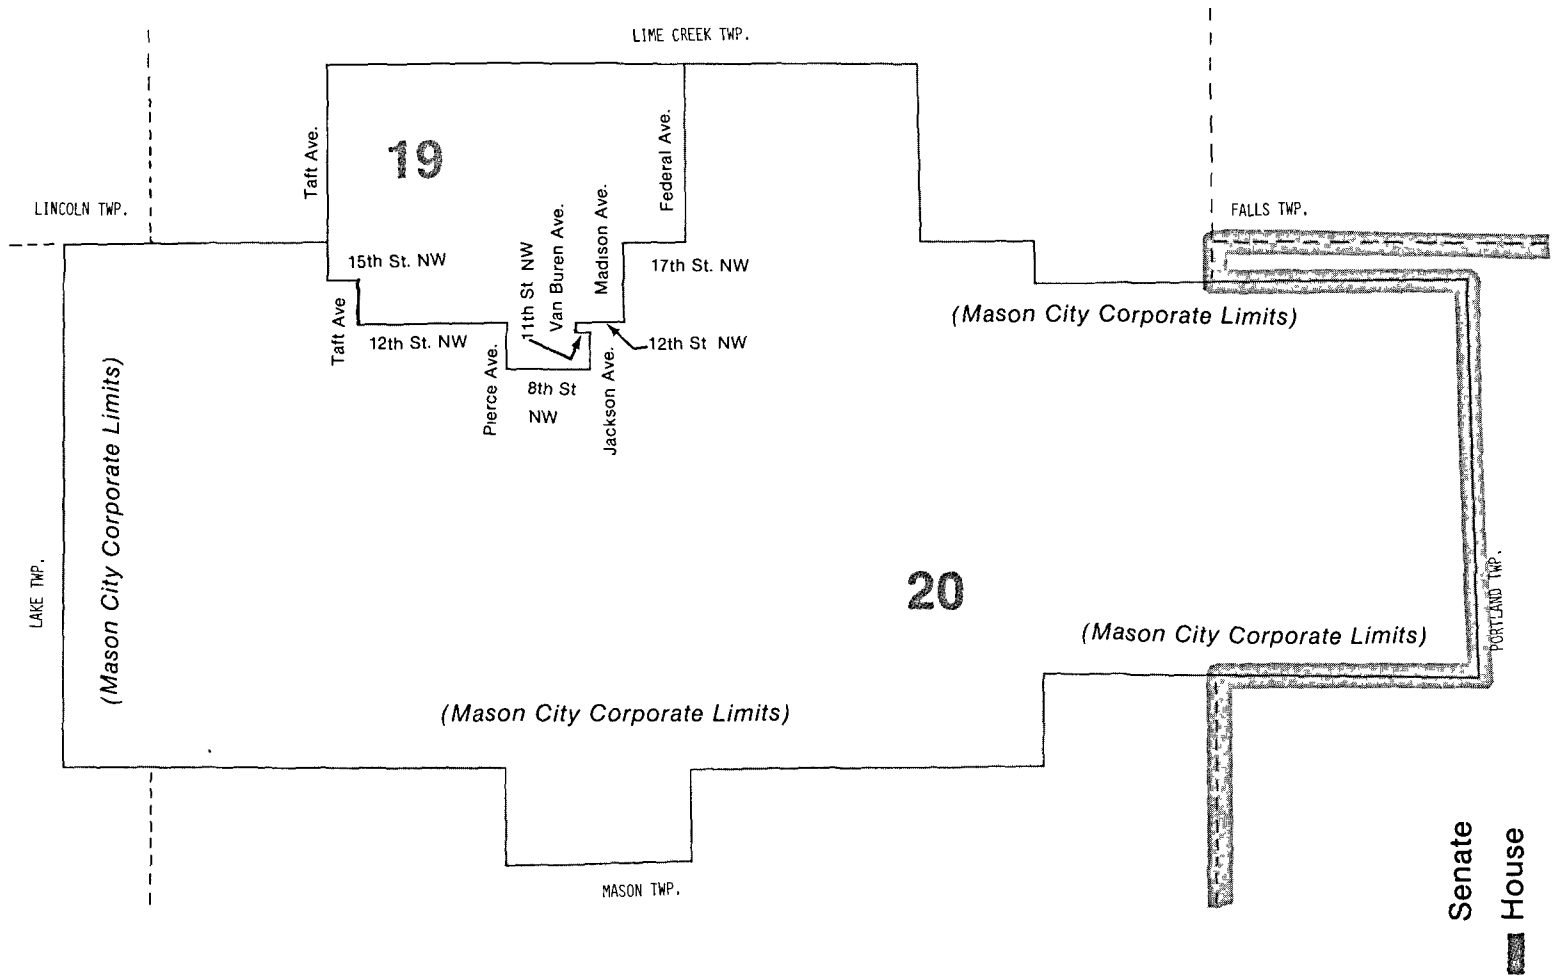 LIME CREEK TWP.
Taft Ave.
19
Federal Ave.
LINCOLN TWP.
FALLS TWP.
15th St. NW
11th St NW
Van Buren Ave.
Madison Ave.
17th St. NW
(Mason City Corporate Limits)
Taft Ave
12th St. NW
12th St NW
Pierce Ave.
8th St
NW
Jackson Ave.
(Mason City Corporate Limits)
LAKE TWP.
20
PORTLAND TWP.
(Mason City Corporate Limits)
(Mason City Corporate Limits)
MASON TWP.
Senate
House